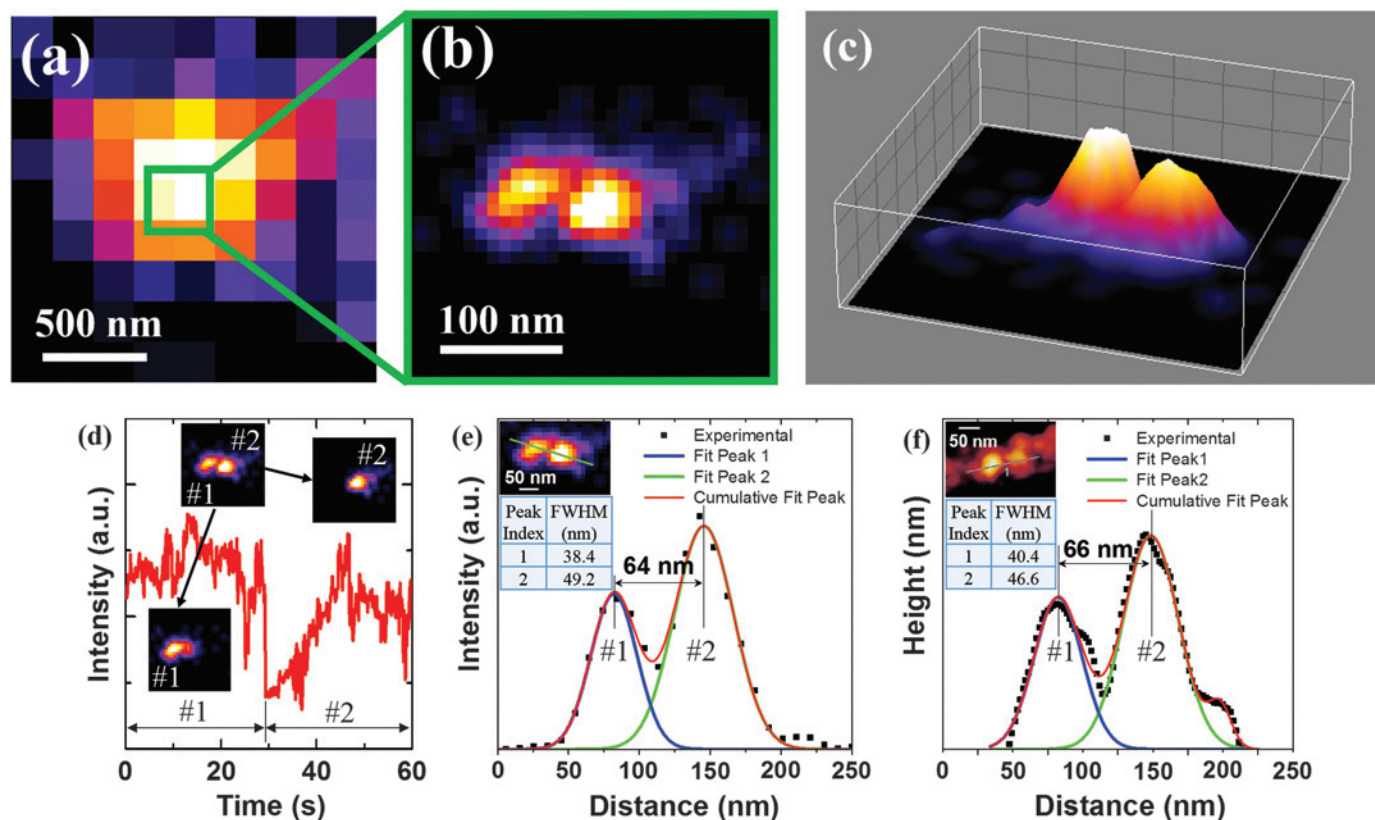 (a)
500 nm
(b)
100 nm
(c)
(d)
#2
#2
#1
#1
#1
#2
Intensity (a.u.)
0 20 40 60
Time (s)
(e)
50 nm
Experimental
Fit Peak 1
Fit Peak 2
Cumulative Fit Peak
Peak Index FWHM (nm)
1 38.4
2 49.2
64 nm
#1
#2
Intensity (a.u.)
0 50 100 150 200 250
Distance (nm)
(f)
50 nm
1
Experimental
Fit Peak1
Fit Peak2
Cumulative Fit Peak
Peak Index FWHM (nm)
1 40.4
2 46.6
66 nm
#1
#2
Height (nm)
0 50 100 150 200 250
Distance (nm)